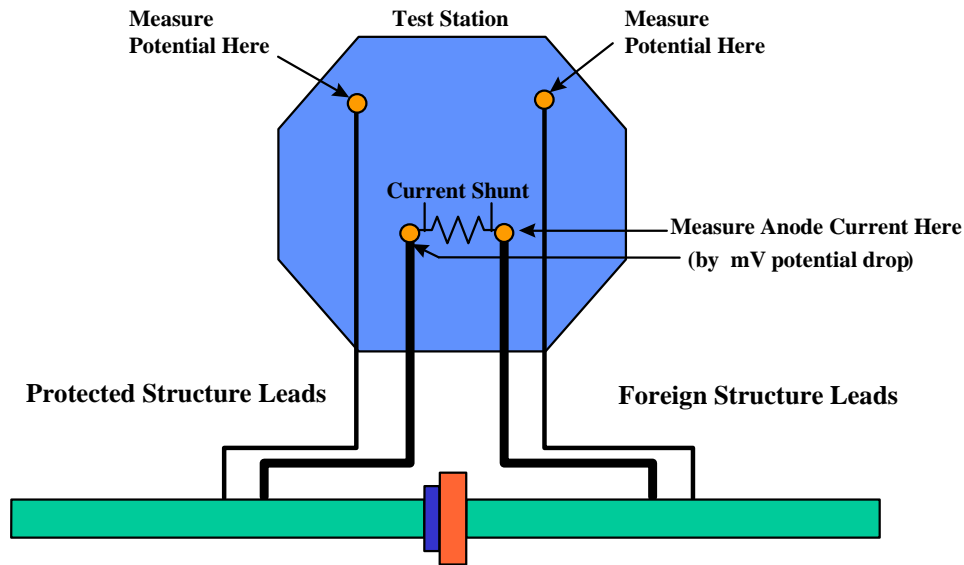 Measure
Potential Here
Test Station
Measure
Potential Here
Current Shunt
Measure Anode Current Here
(by mV potential drop)
Protected Structure Leads
Foreign Structure Leads